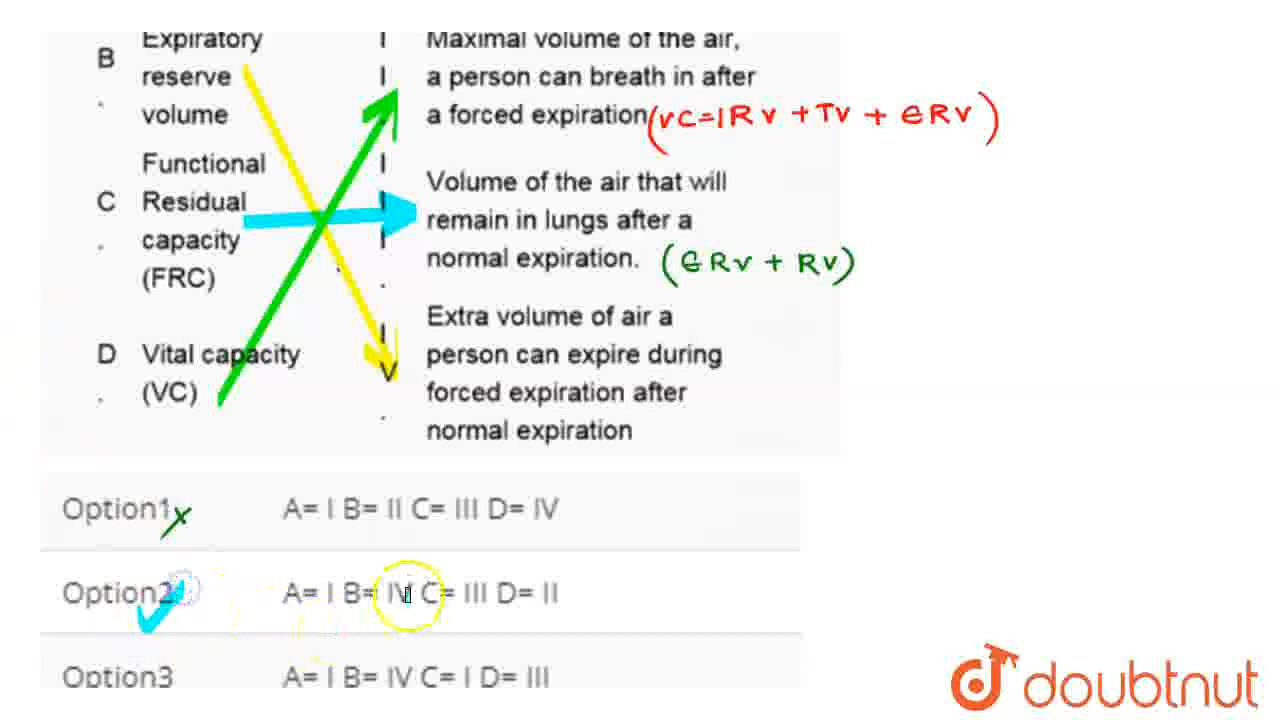 Expiratory I Maximal volume of the air,
B reserve I a person can breath in after
. volume . a forced expiration (VC=IRV + TV + ERV)
Functional I Volume of the air that will
C Residual I remain in lungs after a
. capacity I normal expiration. (ERV + RV)
(FRC) .
I Extra volume of air a
D Vital capacity V person can expire during
. (VC) . forced expiration after
normal expiration
Option1 x A= I B= II C= III D= IV
Option2 A= I B= IV C= III D= II
Option3 A= I B= IV C= I D= III
doubtnut